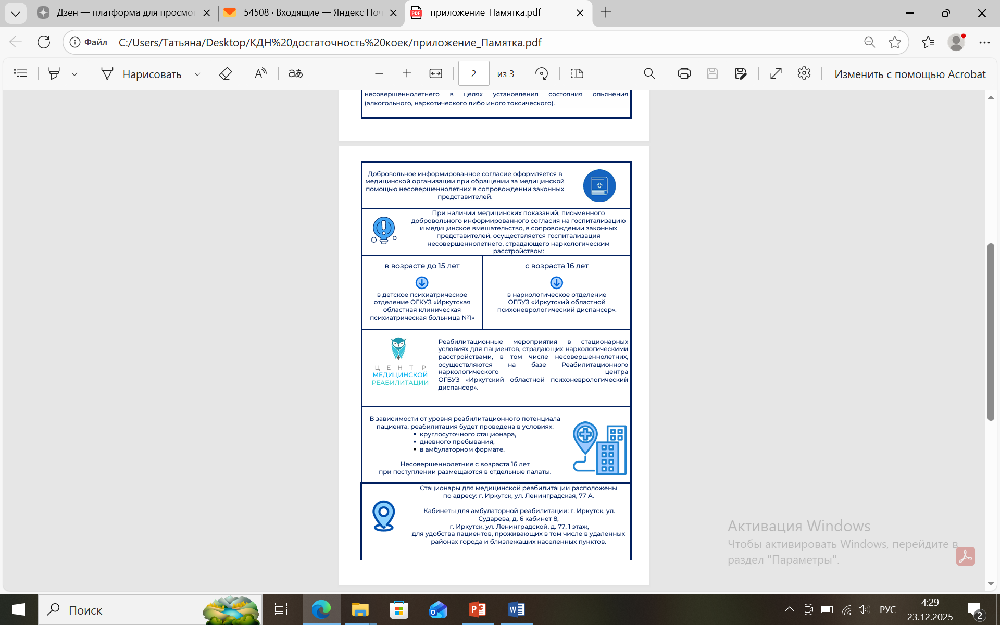 Дзен — платформа для просмот
54508 · Входящие — Яндекс Поч
приложение_Памятка.pdf
Файл
C:/Users/Татьяна/Desktop/КДН%20достаточность%20коек/приложение_Памятка.pdf
Нарисовать
2
из 3
Изменить с помощью Acrobat
несовершеннолетнего в целях установления состояния опьянения
(алкогольного, наркотического либо иного токсического).
Добровольное информированное согласие оформляется в
медицинской организации при обращении за медицинской
помощью несовершеннолетних в сопровождении законных
представителей.
При наличии медицинских показаний, письменного
добровольного информированного согласия на госпитализацию
и медицинское вмешательство, в сопровождении законных
представителей, осуществляется госпитализация
несовершеннолетнего, страдающего наркологическим
расстройством:
в возрасте до 15 лет
в детское психиатрическое
отделение ОГКУЗ «Иркутская
областная клиническая
психиатрическая больница №1»
с возраста 16 лет
в наркологическое отделение
ОГБУЗ «Иркутский областной
психоневрологический диспансер».
ЦЕНТР
МЕДИЦИНСКОЙ
РЕАБИЛИТАЦИИ
Реабилитационные мероприятия в стационарных
условиях для пациентов, страдающих наркологическими
расстройствами, в том числе несовершеннолетних,
осуществляются на базе Реабилитационного
наркологического центра
ОГБУЗ «Иркутский областной психоневрологический
диспансер».
В зависимости от уровня реабилитационного потенциала
пациента, реабилитация будет проведена в условиях:
▪ круглосуточного стационара,
▪ дневного пребывания,
▪ в амбулаторном формате.
Несовершеннолетние с возраста 16 лет
при поступлении размещаются в отдельные палаты.
Стационары для медицинской реабилитации расположены
по адресу: г. Иркутск, ул. Ленинградская, 77 А.
Кабинеты для амбулаторной реабилитации: г. Иркутск, ул.
Сударева, д. 6 кабинет 8,
г. Иркутск, ул. Ленинградской, д. 77, 1 этаж,
для удобства пациентов, проживающих в том числе в удаленных
районах города и близлежащих населенных пунктов.
Активация Windows
Чтобы активировать Windows, перейдите в
раздел "Параметры".
Поиск
РУС
4:29
23.12.2025
2